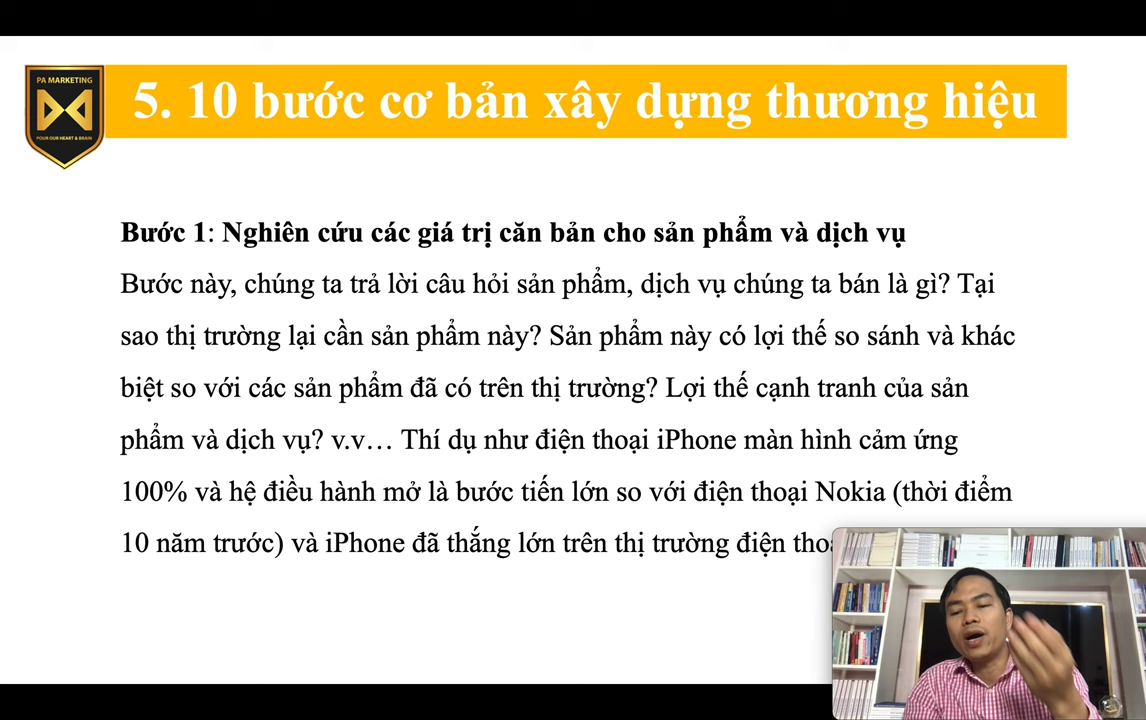 PA MARKETING
POUR OUR HEART & BRAIN
5. 10 bước cơ bản xây dựng thương hiệu
Bước 1: Nghiên cứu các giá trị căn bản cho sản phẩm và dịch vụ
Bước này, chúng ta trả lời câu hỏi sản phẩm, dịch vụ chúng ta bán là gì? Tại
sao thị trường lại cần sản phẩm này? Sản phẩm này có lợi thế so sánh và khác
biệt so với các sản phẩm đã có trên thị trường? Lợi thế cạnh tranh của sản
phẩm và dịch vụ? v.v… Thí dụ như điện thoại iPhone màn hình cảm ứng
100% và hệ điều hành mở là bước tiến lớn so với điện thoại Nokia (thời điểm
10 năm trước) và iPhone đã thắng lớn trên thị trường điện